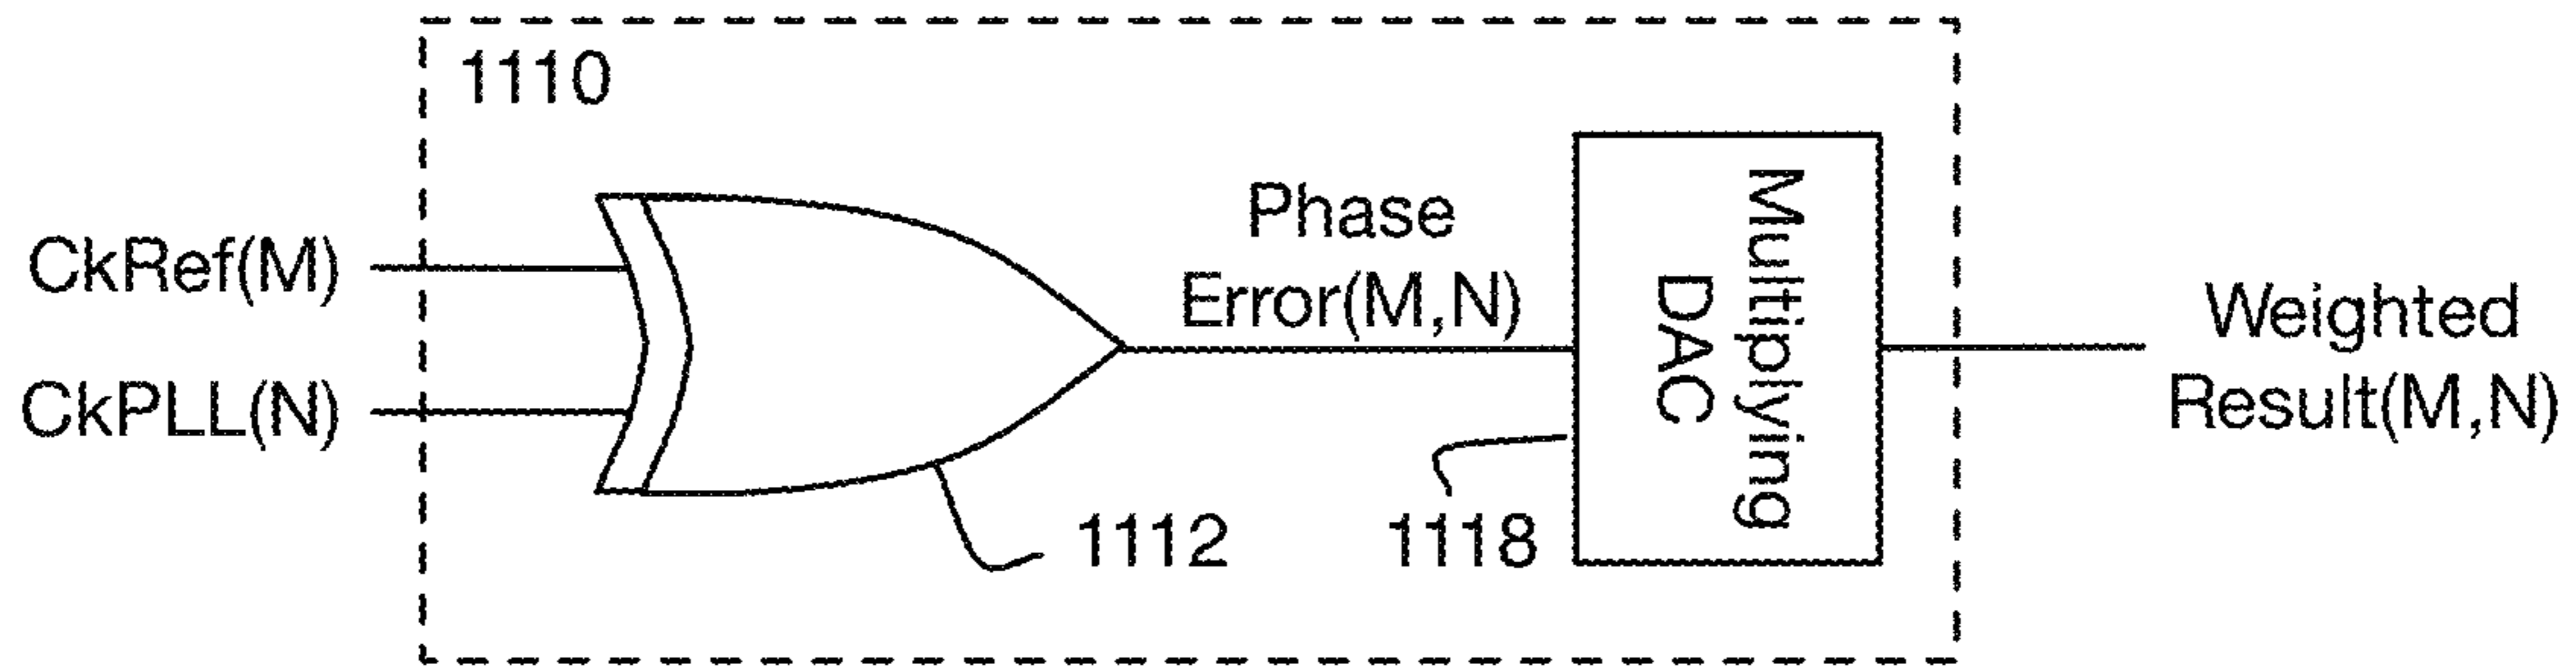 1110
CkRef(M)
CkPLL(N)
Phase
Error(M,N)
1112
1118
Multiplying
DAC
Weighted
Result(M,N)